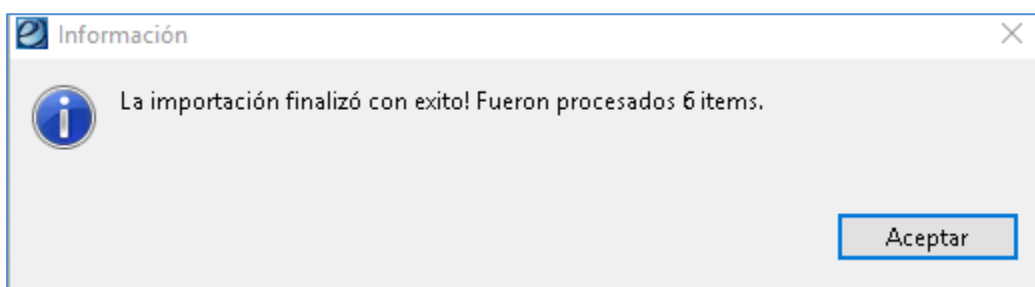 Información
La importación finalizó con exito! Fueron procesados 6 items.
Aceptar